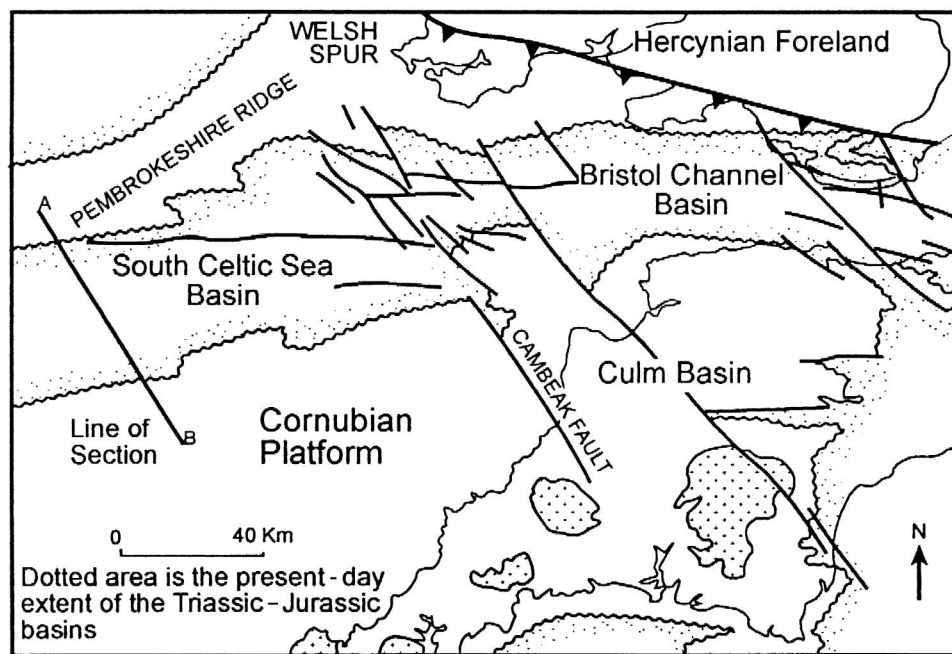 WELSH
SPUR
Hercynian Foreland
PEMBROKESHIRE RIDGE
A
Bristol Channel
Basin
South Celtic Sea
Basin
CAMBEAK FAULT
Culm Basin
Line of
Section
B
Cornubian
Platform
0 40 Km
N
Dotted area is the present-day
extent of the Triassic-Jurassic
basins